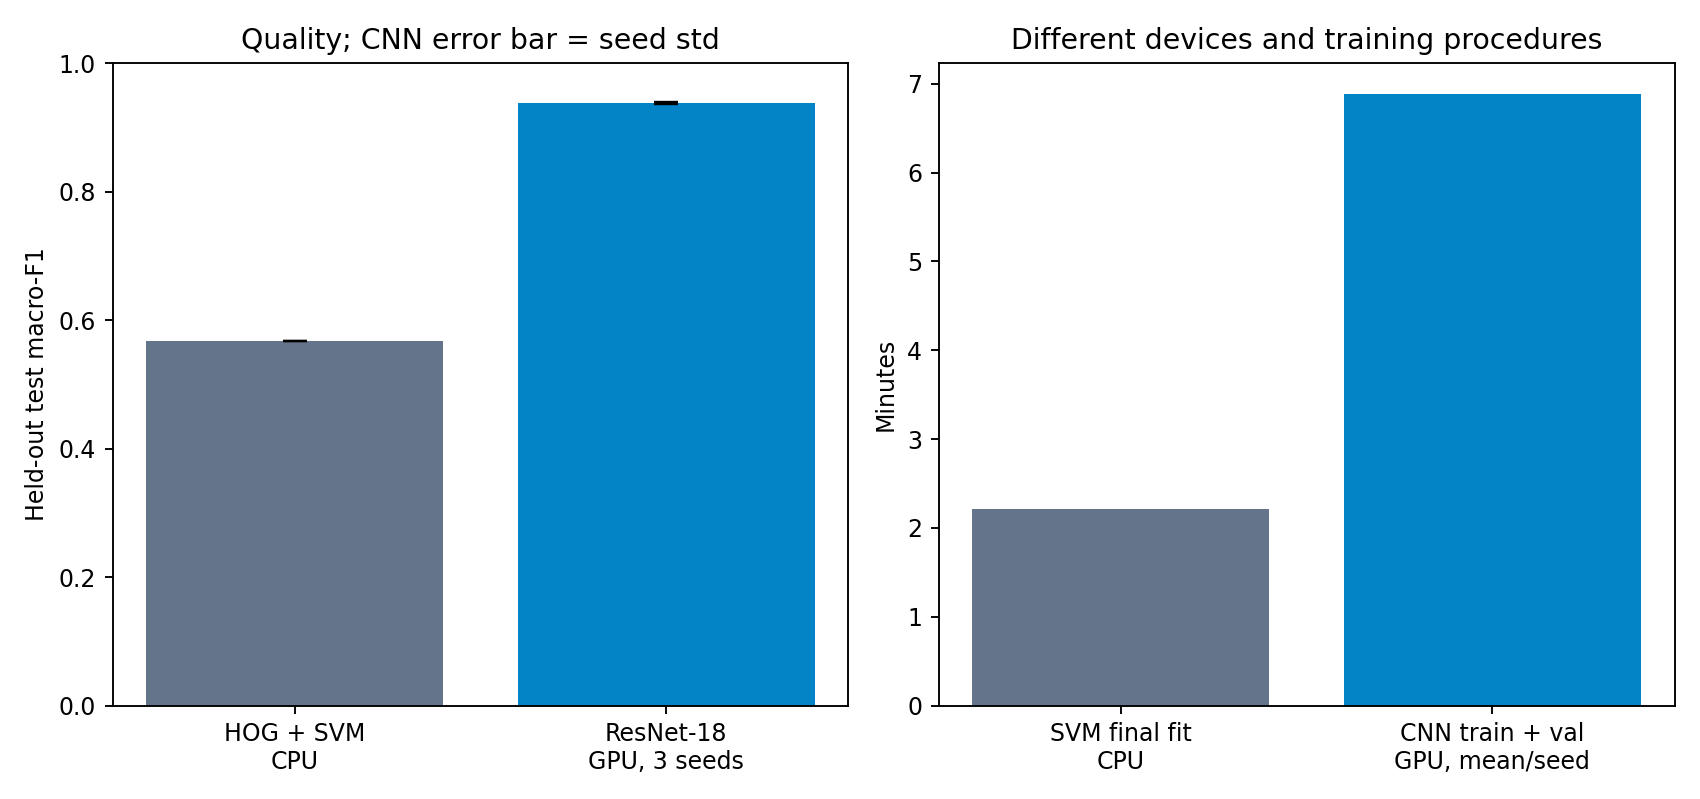 Quality; CNN error bar = seed std
Held-out test macro-F1
1.0
0.8
0.6
0.4
0.2
0.0
HOG + SVM
CPU
ResNet-18
GPU, 3 seeds
Different devices and training procedures
Minutes
7
6
5
4
3
2
1
0
SVM final fit
CPU
CNN train + val
GPU, mean/seed